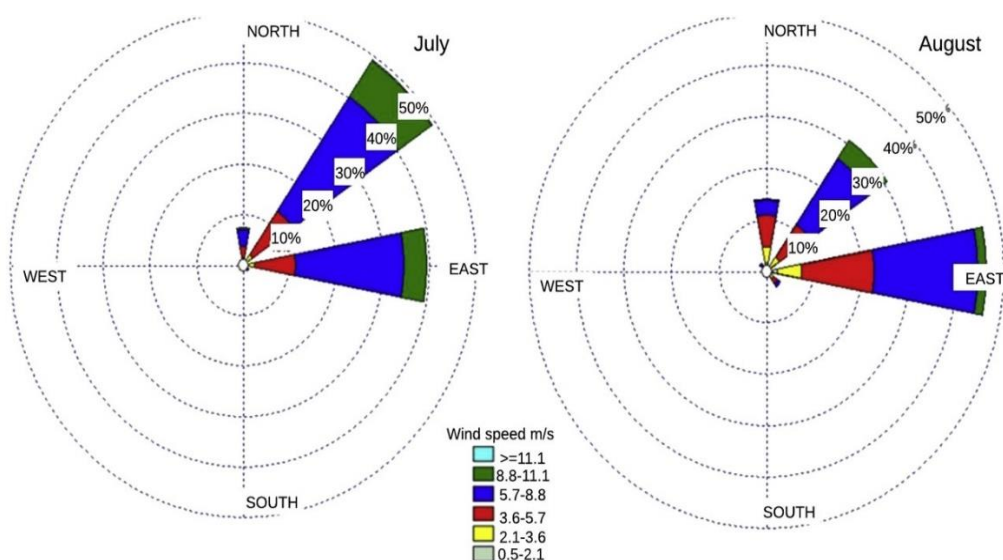 NORTH
July
50%
40%
30%
20%
10%
WEST
EAST
SOUTH
NORTH
August
50%
40%
30%
20%
10%
WEST
EAST
SOUTH
Wind speed m/s
>=11.1
8.8-11.1
5.7-8.8
3.6-5.7
2.1-3.6
0.5-2.1